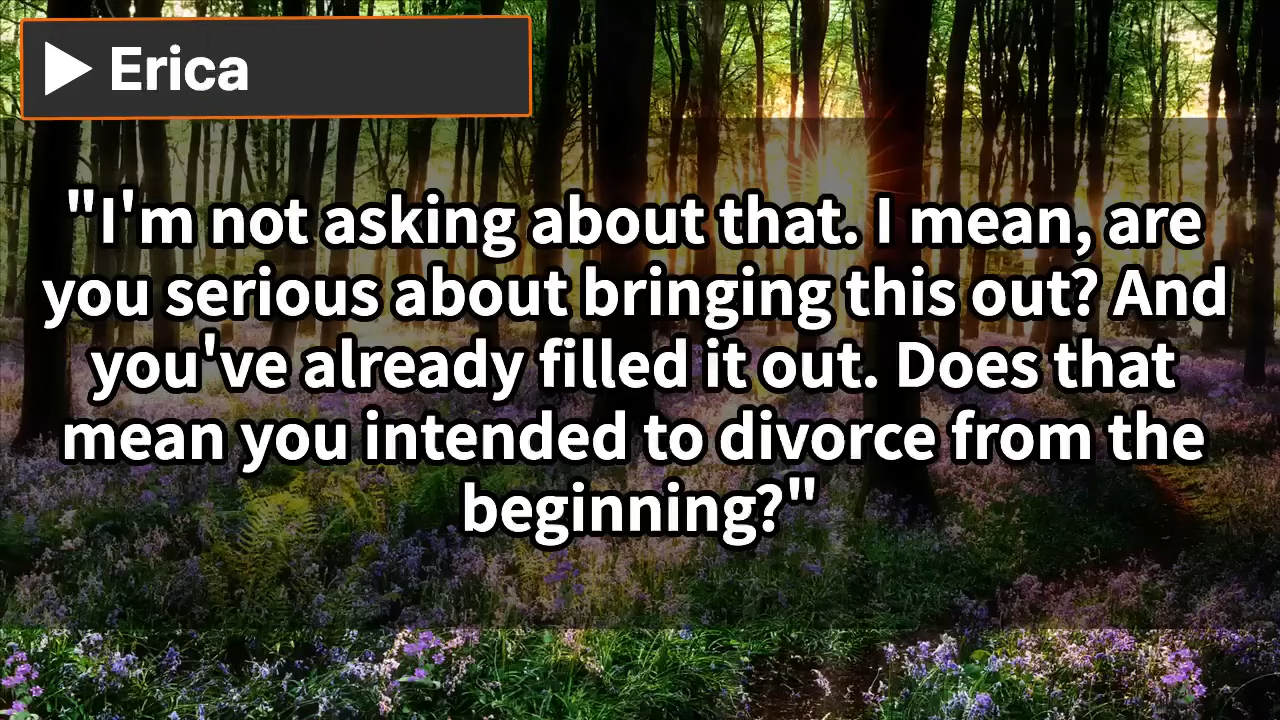 Erica
"I'm not asking about that. I mean, are
you serious about bringing this out? And
you've already filled it out. Does that
mean you intended to divorce from the
beginning?"